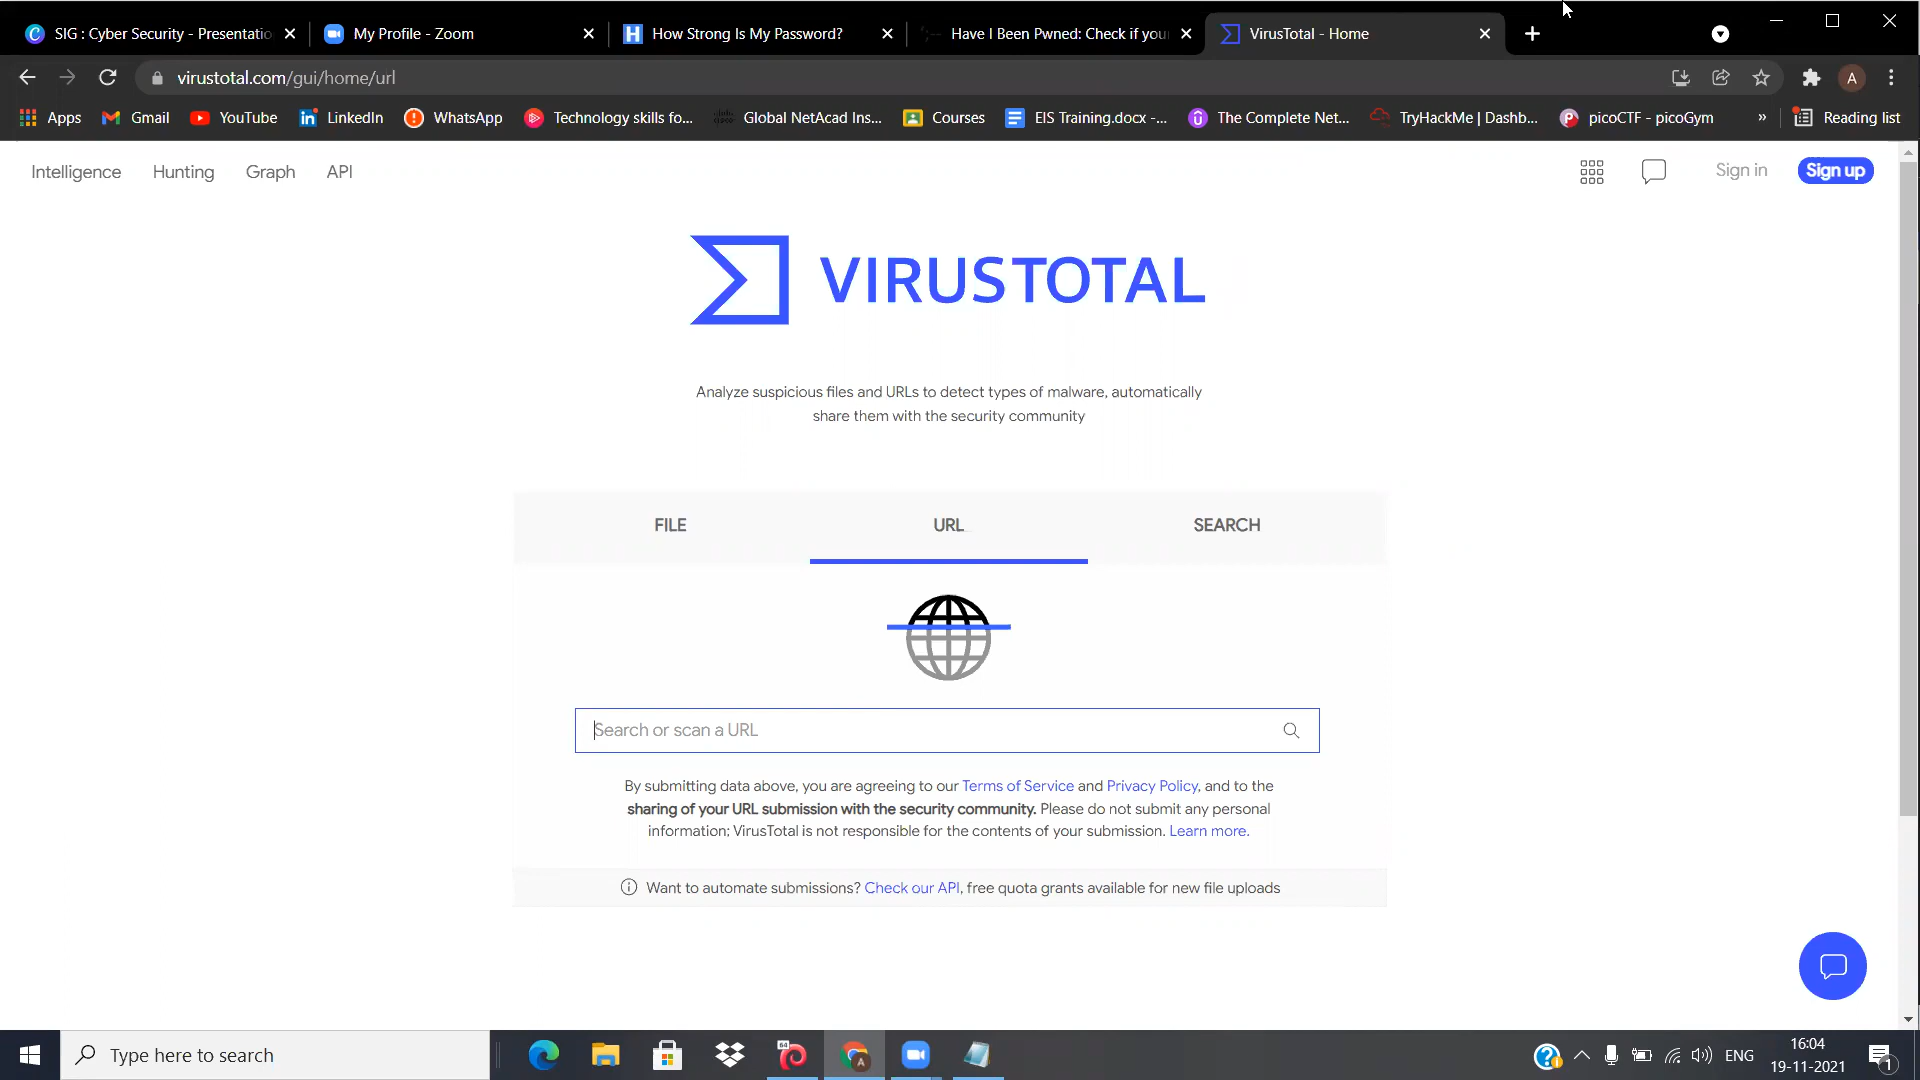 SIG : Cyber Security - Presentatio
My Profile - Zoom
How Strong Is My Password?
Have I Been Pwned: Check if you
VirusTotal - Home
virustotal.com/gui/home/url
A
Apps
Gmail
YouTube
LinkedIn
WhatsApp
Technology skills fo...
Global NetAcad Ins...
Courses
EIS Training.docx -...
The Complete Net...
TryHackMe | Dashb...
picoCTF - picoGym
»
Reading list
Intelligence
Hunting
Graph
API
Sign in
Sign up
VIRUSTOTAL
Analyze suspicious files and URLs to detect types of malware, automatically
share them with the security community
FILE
URL
SEARCH
Search or scan a URL
By submitting data above, you are agreeing to our Terms of Service and Privacy Policy, and to the
sharing of your URL submission with the security community. Please do not submit any personal
information; VirusTotal is not responsible for the contents of your submission. Learn more.
Want to automate submissions? Check our API, free quota grants available for new file uploads
Type here to search
ENG
16:04
19-11-2021
1